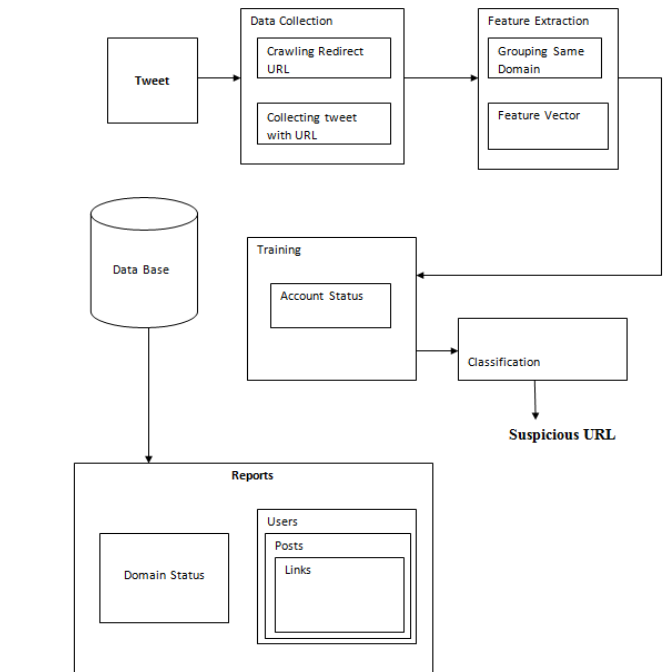 Data Collection
Feature Extraction
Tweet
Crawling Redirect
URL
Collecting tweet
with URL
Grouping Same
Domain
Feature Vector
Data Base
Training
Account Status
Classification
Suspicious URL
Reports
Domain Status
Users
Posts
Links